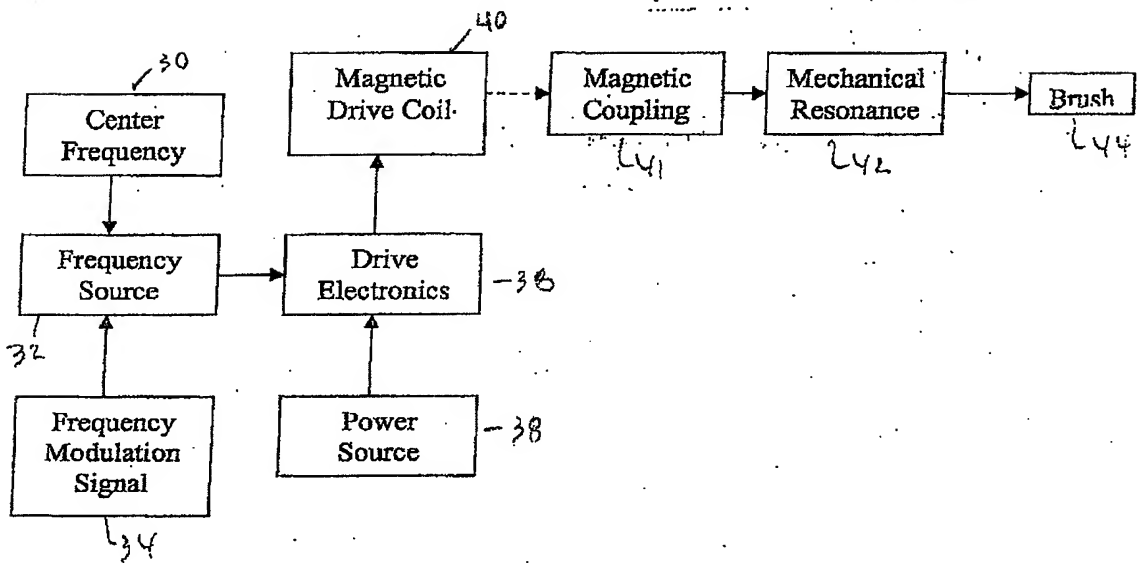 40
30
Magnetic
Drive Coil
Magnetic
Coupling
Mechanical
Resonance
Brush
Center
Frequency
41
42
44
Frequency
Source
Drive
Electronics
38
32
Frequency
Modulation
Signal
Power
Source
38
34